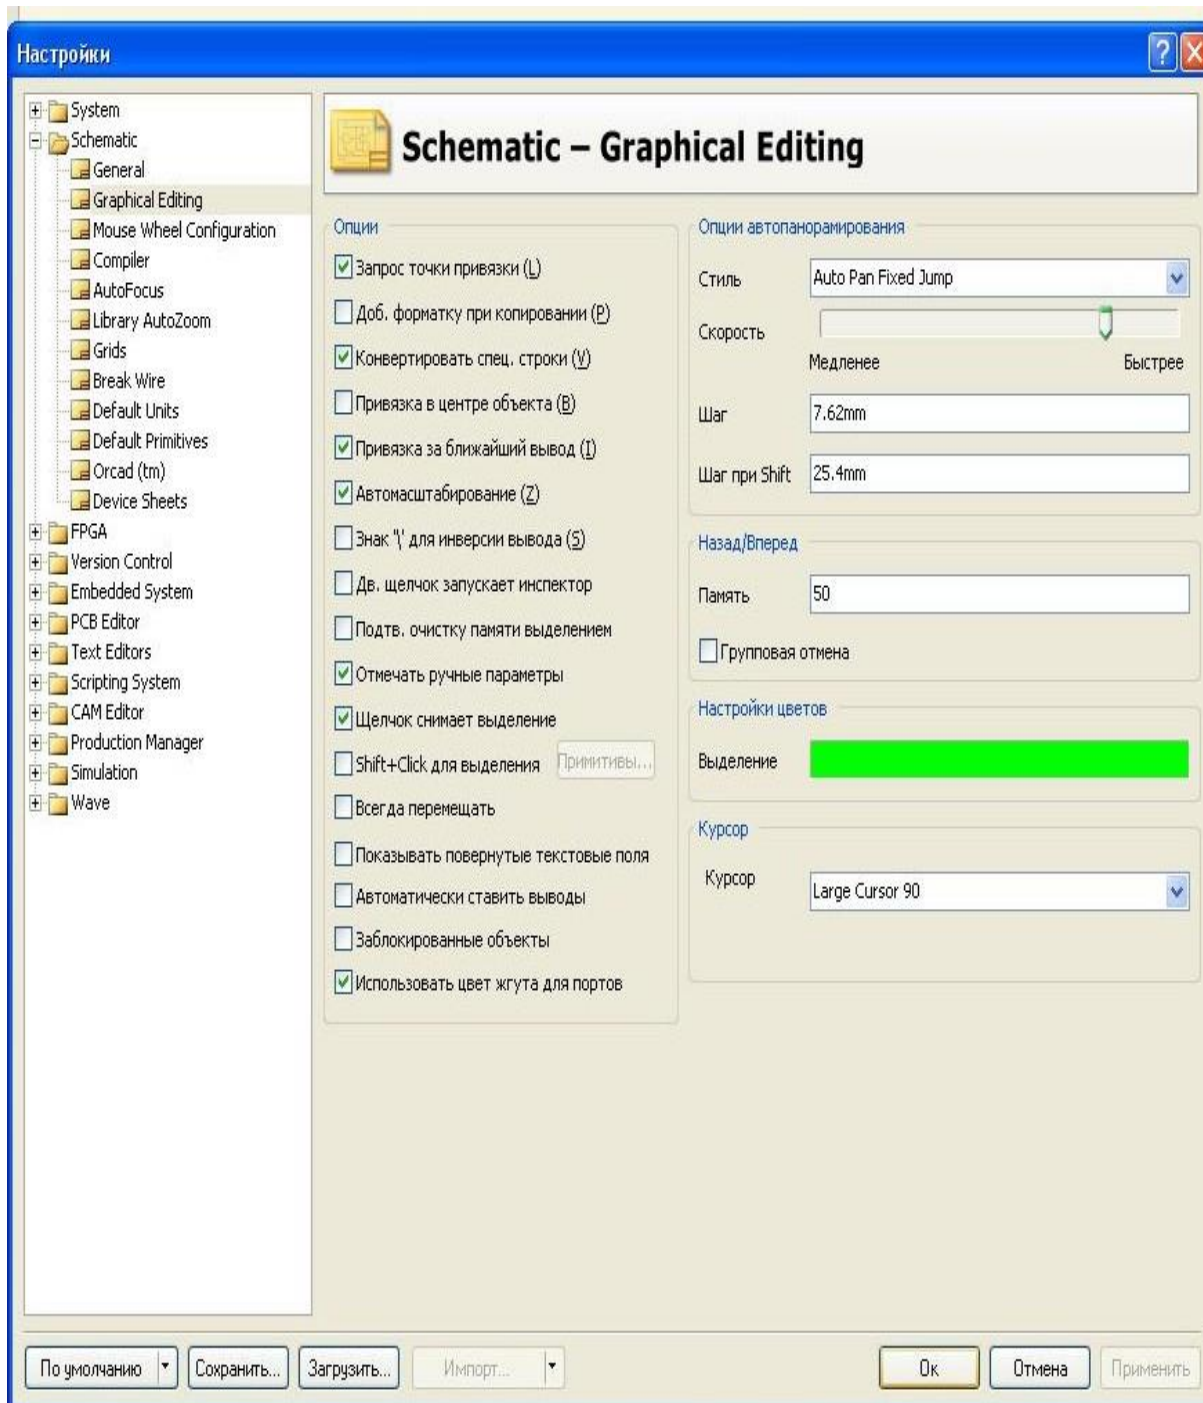 Настройки
System
Schematic
General
Graphical Editing
Mouse Wheel Configuration
Compiler
AutoFocus
Library AutoZoom
Grids
Break Wire
Default Units
Default Primitives
Orcad (tm)
Device Sheets
FPGA
Version Control
Embedded System
PCB Editor
Text Editors
Scripting System
CAM Editor
Production Manager
Simulation
Wave
Schematic – Graphical Editing
Опции
Запрос точки привязки (L)
Доб. форматку при копировании (P)
Конвертировать спец. строки (V)
Привязка в центре объекта (B)
Привязка за ближайший вывод (I)
Автомасштабирование (Z)
Знак '\' для инверсии вывода (S)
Дв. щелчок запускает инспектор
Подтв. очистку памяти выделением
Отмечать ручные параметры
Щелчок снимает выделение
Shift+Click для выделения Примитивы...
Всегда перемещать
Показывать повернутые текстовые поля
Автоматически ставить выводы
Заблокированные объекты
Использовать цвет жгута для портов
Опции автопанорамирования
Стиль Auto Pan Fixed Jump
Скорость
Медленее Быстрее
Шаг 7.62mm
Шаг при Shift 25.4mm
Назад/Вперед
Память 50
Групповая отмена
Настройки цветов
Выделение
Курсор
Курсор Large Cursor 90
По умолчанию Сохранить... Загрузить... Импорт... Ок Отмена Применить